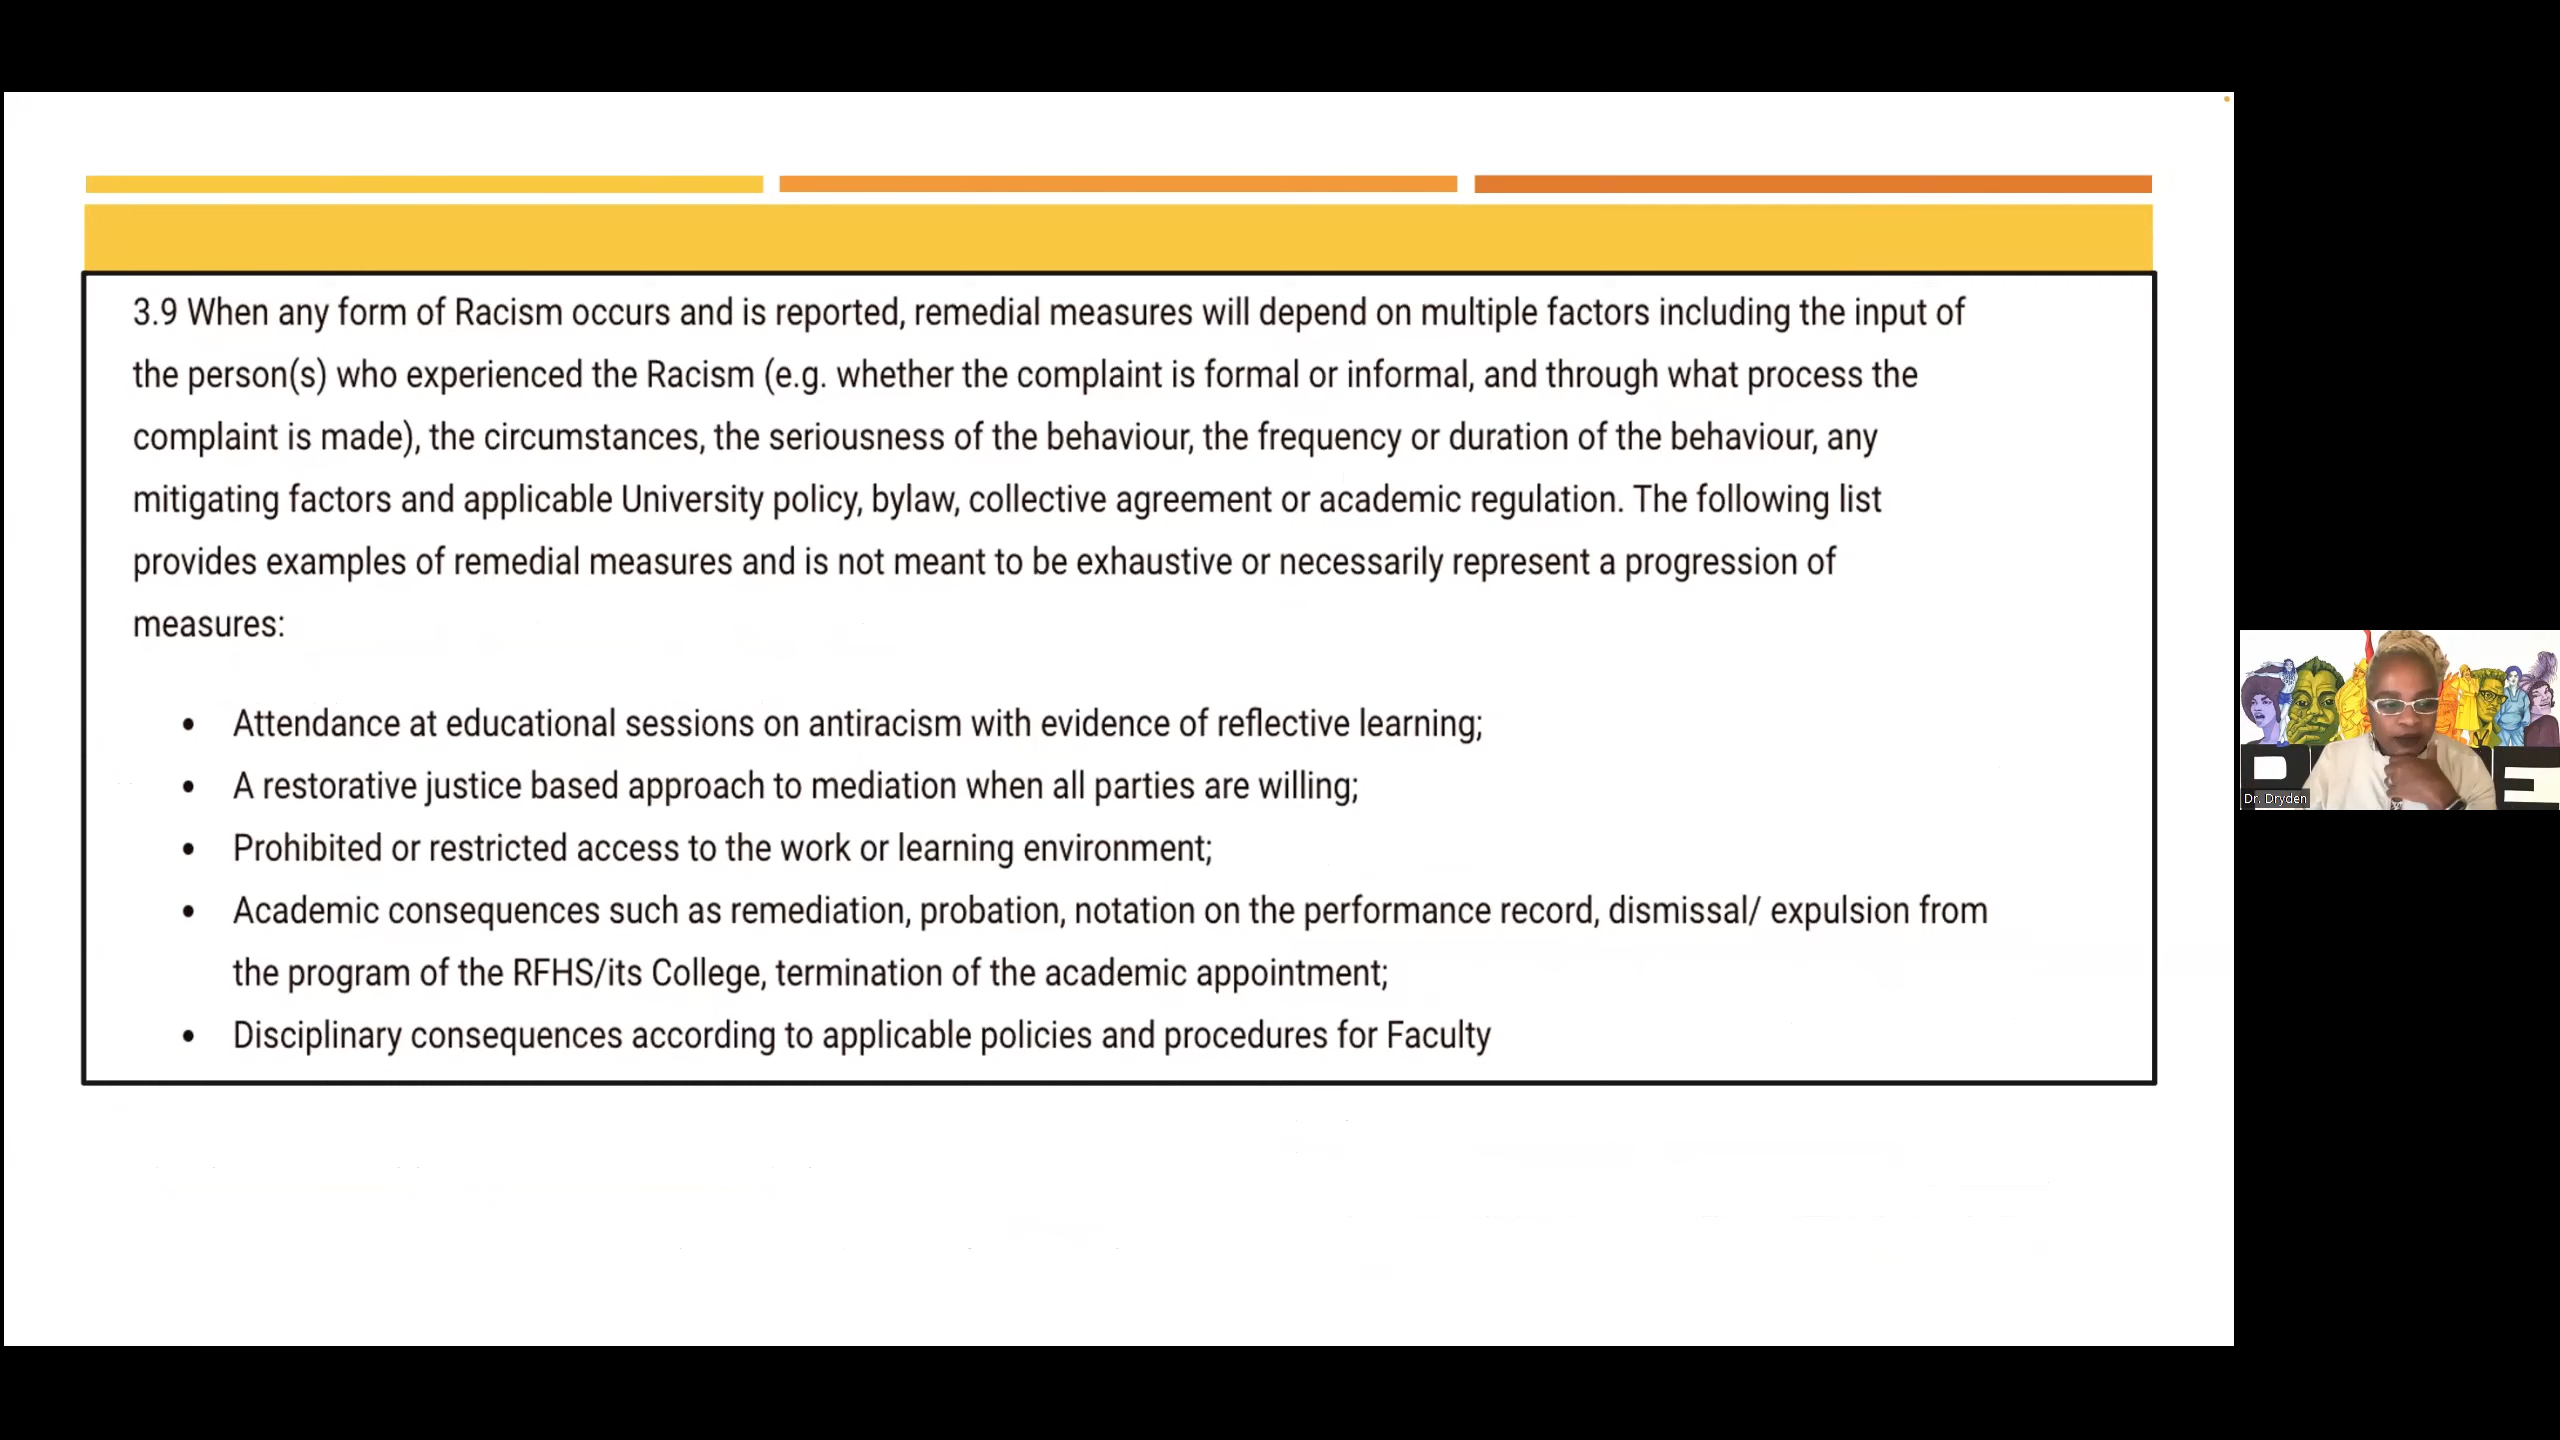 3.9 When any form of Racism occurs and is reported, remedial measures will depend on multiple factors including the input of
the person(s) who experienced the Racism (e.g. whether the complaint is formal or informal, and through what process the
complaint is made), the circumstances, the seriousness of the behaviour, the frequency or duration of the behaviour, any
mitigating factors and applicable University policy, bylaw, collective agreement or academic regulation. The following list
provides examples of remedial measures and is not meant to be exhaustive or necessarily represent a progression of
measures:
• Attendance at educational sessions on antiracism with evidence of reflective learning;
• A restorative justice based approach to mediation when all parties are willing;
• Prohibited or restricted access to the work or learning environment;
• Academic consequences such as remediation, probation, notation on the performance record, dismissal/ expulsion from
the program of the RFHS/its College, termination of the academic appointment;
• Disciplinary consequences according to applicable policies and procedures for Faculty
Dr. Dryden